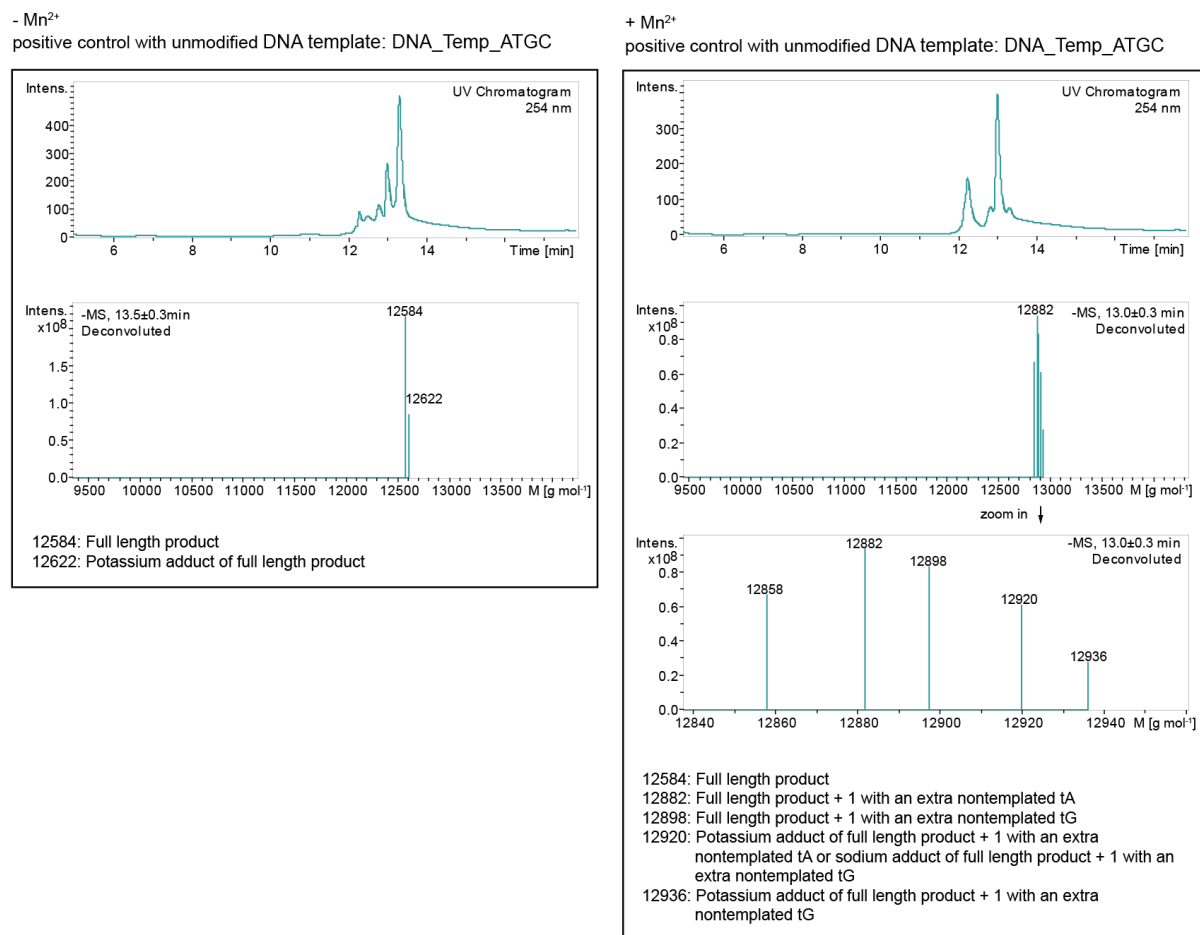 - Mn²⁺
positive control with unmodified DNA template: DNA_Temp_ATGC
Intens.
UV Chromatogram
254 nm
400
300
200
100
0
6
8
10
12
14
Time [min]
Intens.
x10⁸
-MS, 13.5±0.3min
Deconvoluted
12584
12622
1.5
1.0
0.5
0.0
9500 10000 10500 11000 11500 12000 12500 13000 13500 M [g mol⁻¹]
12584: Full length product
12622: Potassium adduct of full length product
+ Mn²⁺
positive control with unmodified DNA template: DNA_Temp_ATGC
Intens.
UV Chromatogram
254 nm
300
200
100
0
6
8
10
12
14
Time [min]
Intens.
x10⁸
12882
-MS, 13.0±0.3 min
Deconvoluted
0.8
0.6
0.4
0.2
0.0
9500 10000 10500 11000 11500 12000 12500 13000 13500 M [g mol⁻¹]
zoom in ↓
Intens.
x10⁸
-MS, 13.0±0.3 min
Deconvoluted
12858
12882
12898
12920
12936
0.8
0.6
0.4
0.2
0.0
12840 12860 12880 12900 12920 12940 M [g mol⁻¹]
12584: Full length product
12882: Full length product + 1 with an extra nontemplated tA
12898: Full length product + 1 with an extra nontemplated tG
12920: Potassium adduct of full length product + 1 with an extra
nontemplated tA or sodium adduct of full length product + 1 with an
extra nontemplated tG
12936: Potassium adduct of full length product + 1 with an extra
nontemplated tG